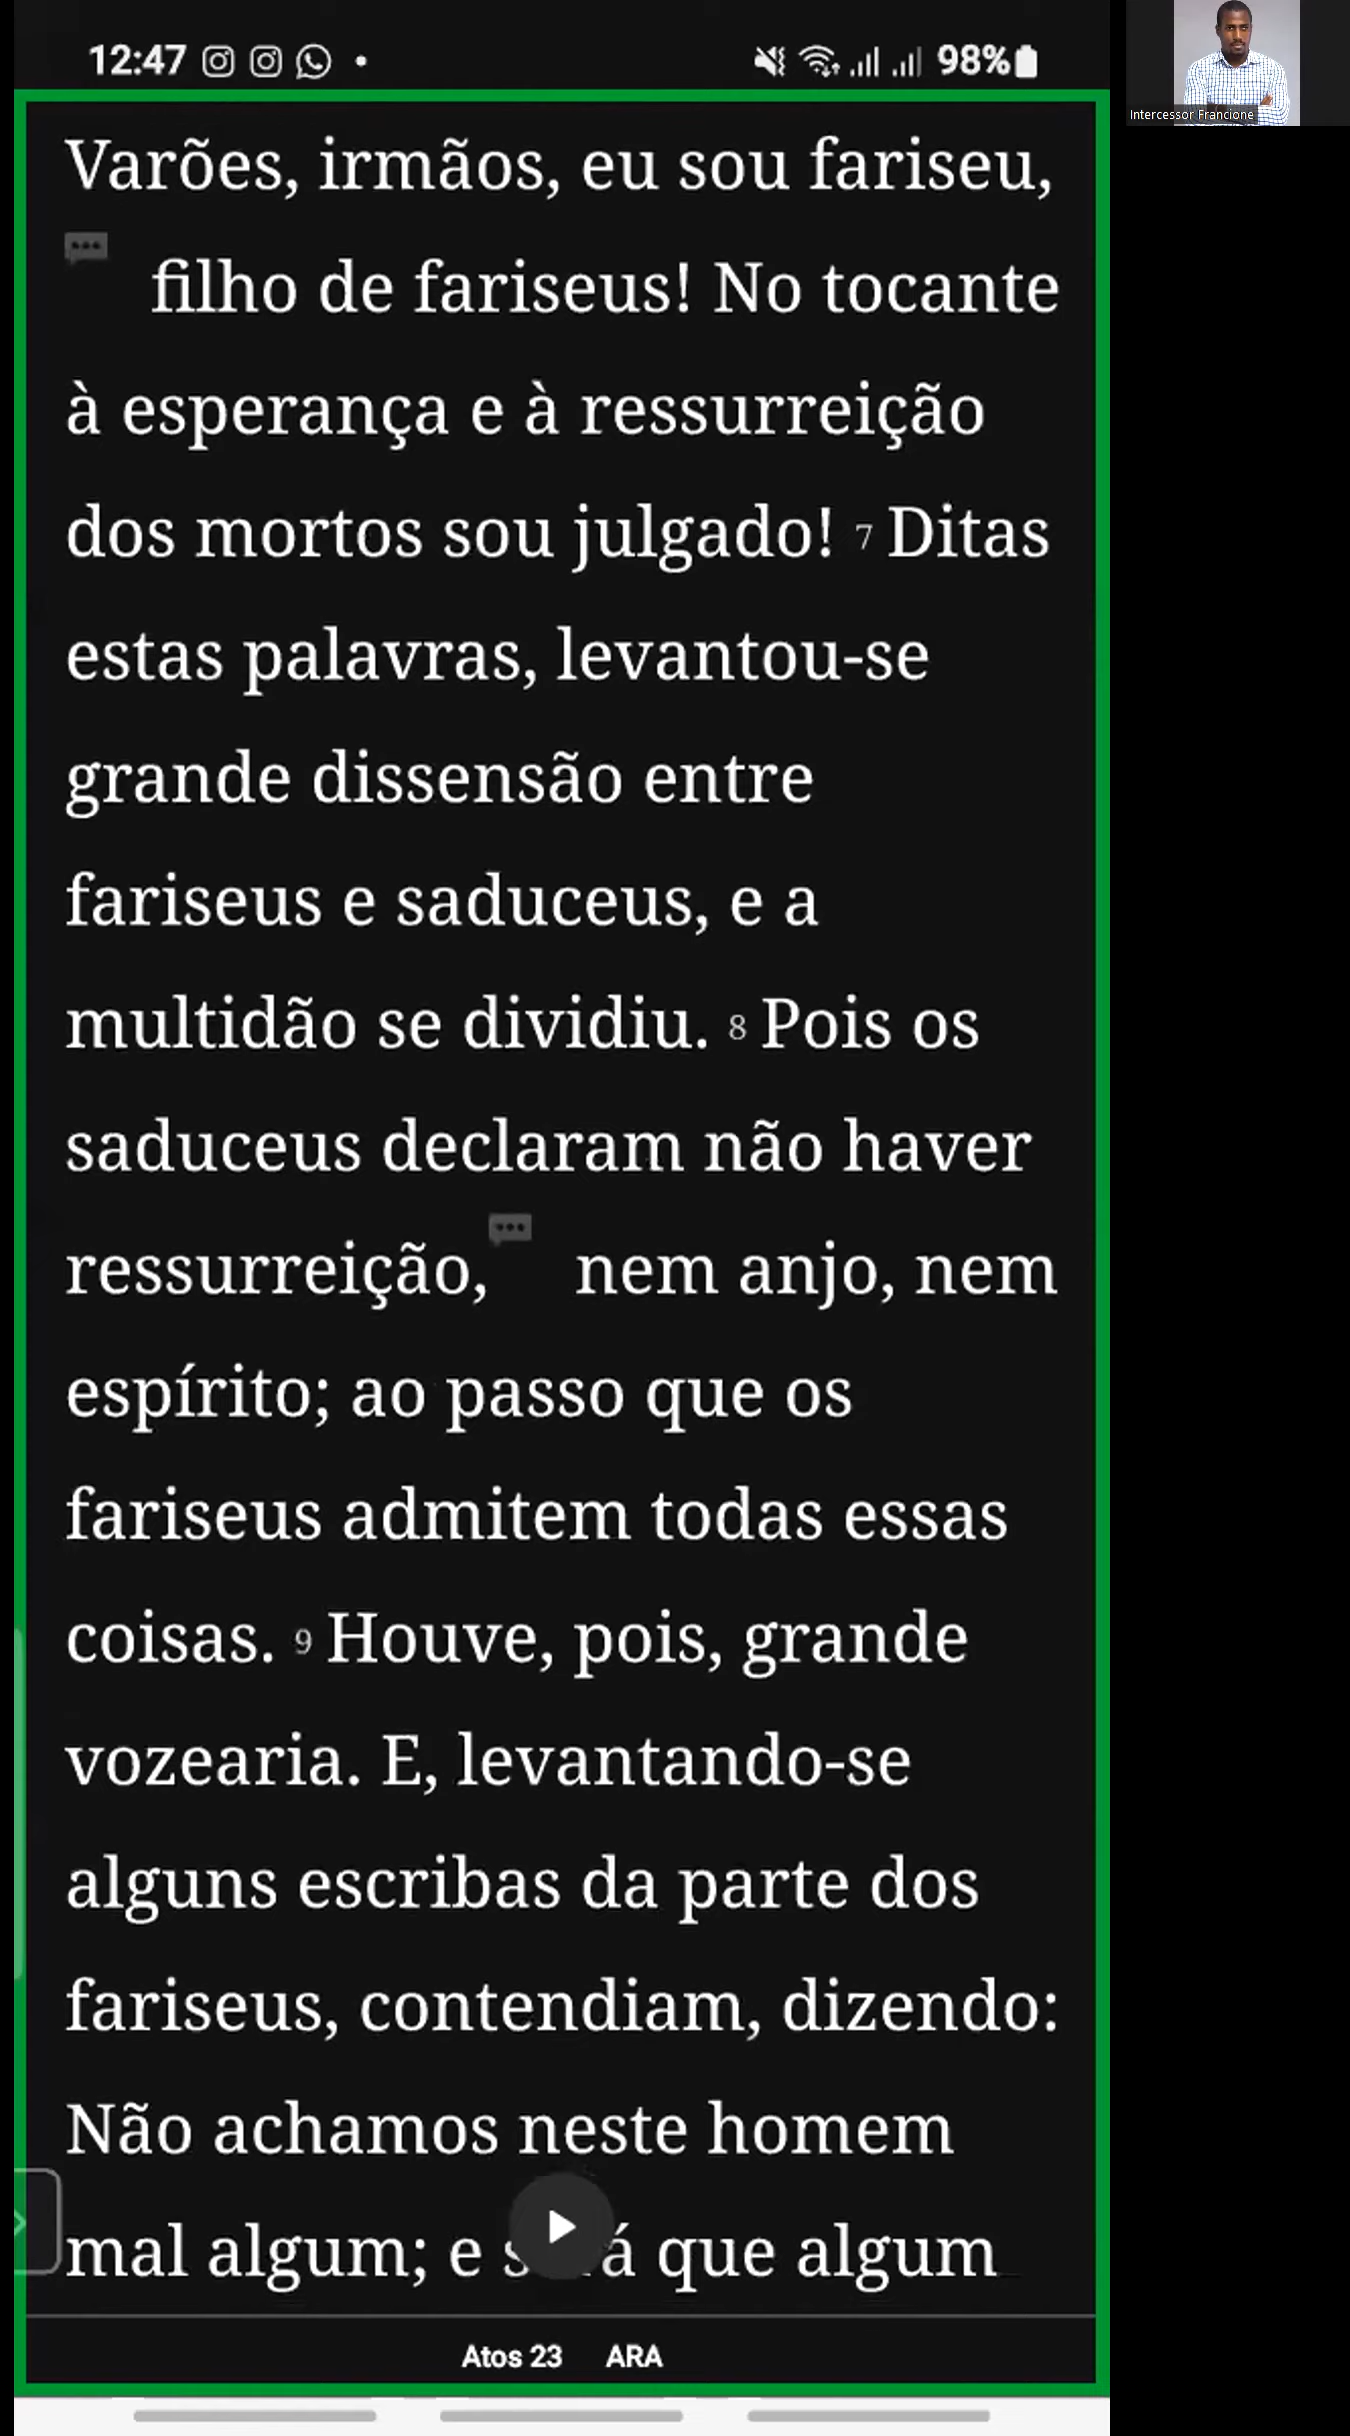 12:47
98%
Intercessor Francione
Varões, irmãos, eu sou fariseu,
filho de fariseus! No tocante
à esperança e à ressurreição
dos mortos sou julgado! 7 Ditas
estas palavras, levantou-se
grande dissensão entre
fariseus e saduceus, e a
multidão se dividiu. 8 Pois os
saduceus declaram não haver
ressurreição, nem anjo, nem
espírito; ao passo que os
fariseus admitem todas essas
coisas. 9 Houve, pois, grande
vozearia. E, levantando-se
alguns escribas da parte dos
fariseus, contendiam, dizendo:
Não achamos neste homem
mal algum; e que algum
Atos 23 ARA